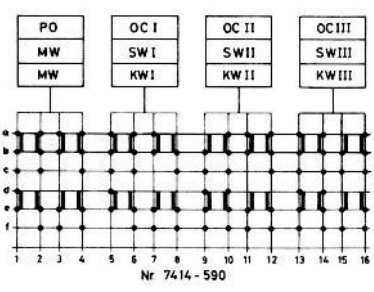 PO OC I OC II OC III
MW SW I SW II SW III
MW KW I KW II KW III
a
b
c
d
e
f
1 2 3 4 5 6 7 8 9 10 11 12 13 14 15 16
Nr 7414-590